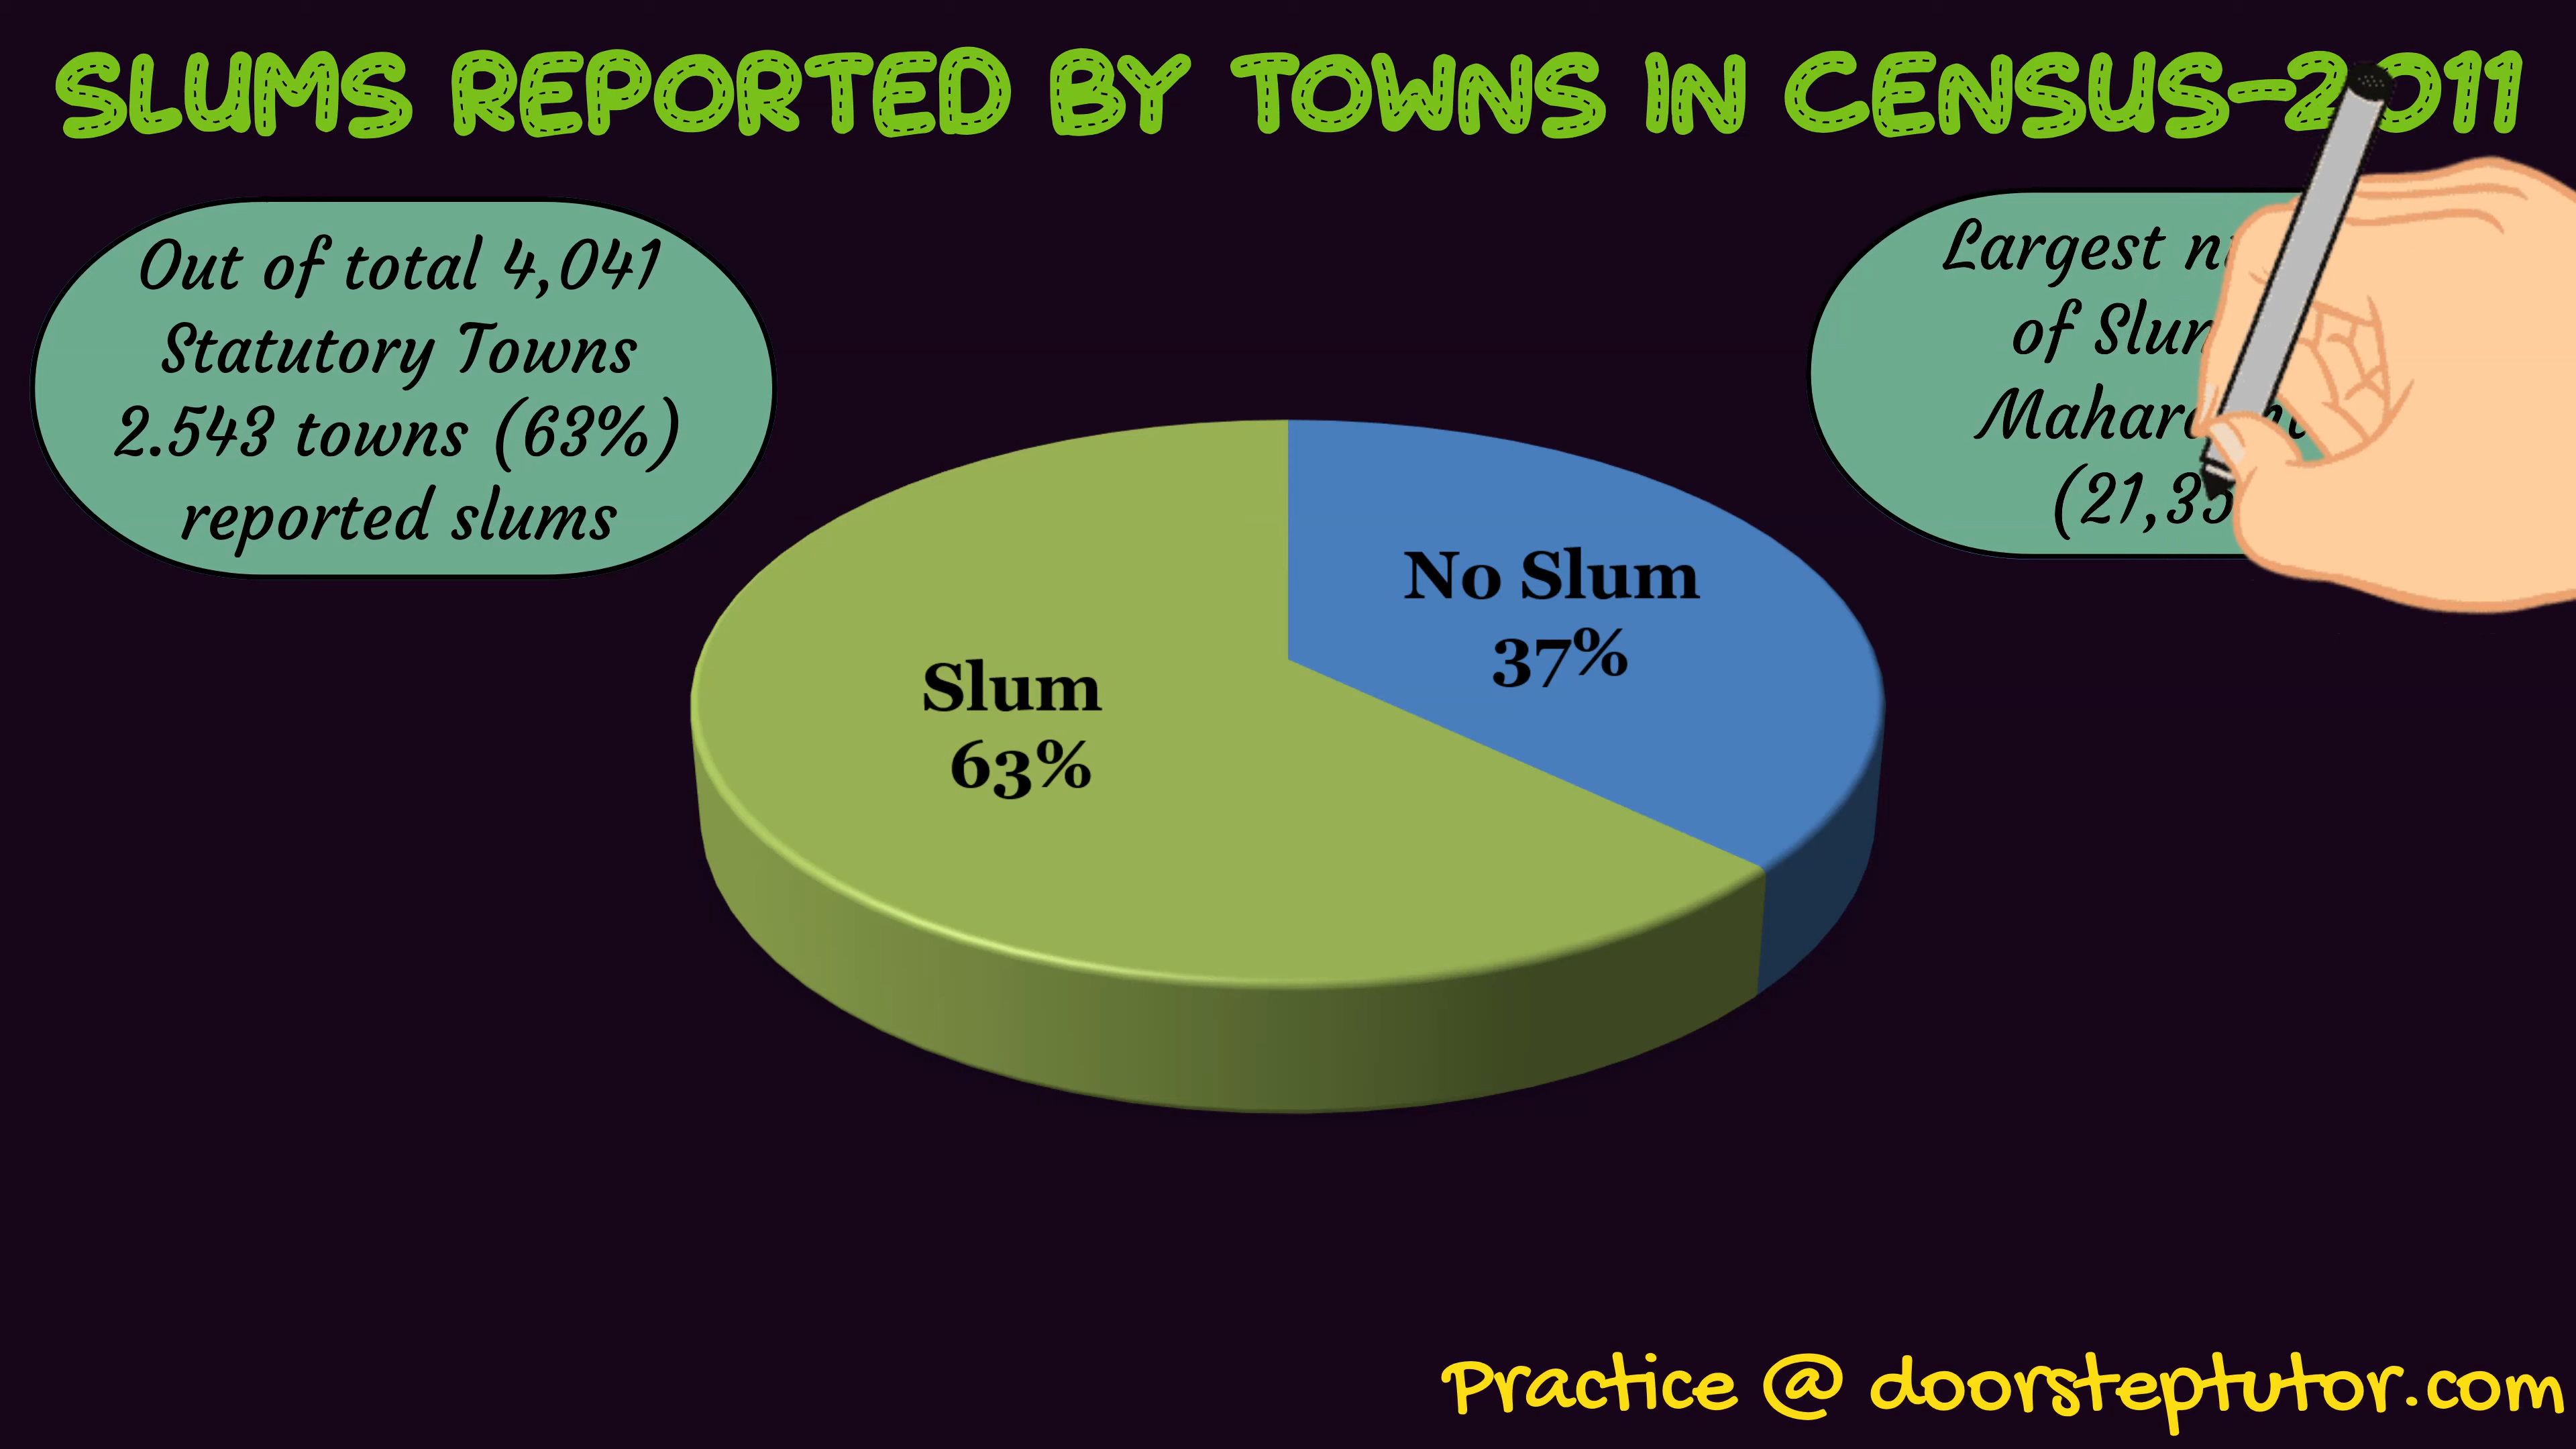 SLUMS REPORTED BY TOWNS IN CENSUS-2011
Out of total 4,041
Statutory Towns
2.543 towns (63%)
reported slums
Largest
of
No Slum
37%
Slum
63%
Practice @ doorsteptutor.com